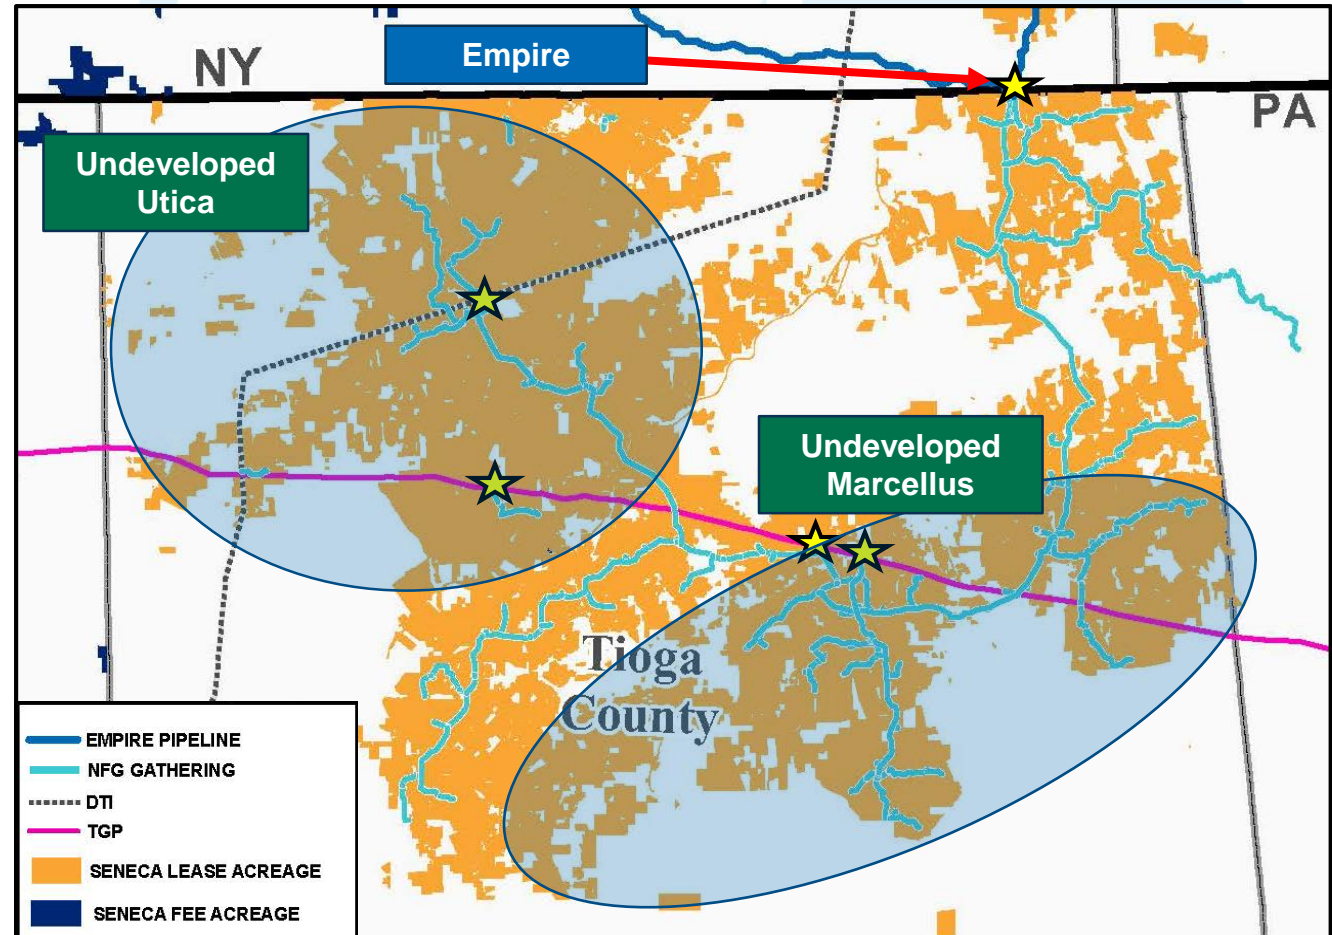 NY
Empire
PA
Undeveloped
Utica
Undeveloped
Marcellus
Tioga
County
EMPIRE PIPELINE
NFG GATHERING
DTI
TGP
SENECA LEASE ACREAGE
SENECA FEE ACREAGE